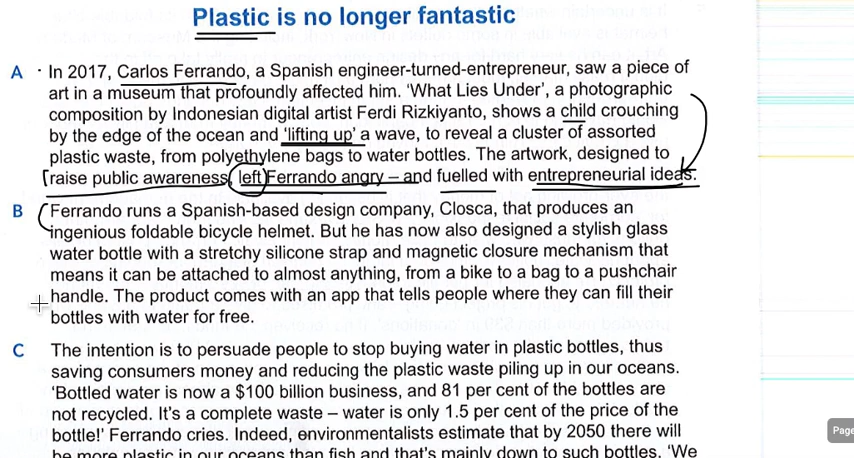 Plastic is no longer fantastic
A In 2017, Carlos Ferrando, a Spanish engineer-turned-entrepreneur, saw a piece of
art in a museum that profoundly affected him. 'What Lies Under', a photographic
composition by Indonesian digital artist Ferdi Rizkiyanto, shows a child crouching
by the edge of the ocean and 'lifting up' a wave, to reveal a cluster of assorted
plastic waste, from polyethylene bags to water bottles. The artwork, designed to
raise public awareness, left Ferrando angry – and fuelled with entrepreneurial ideas.
B Ferrando runs a Spanish-based design company, Closca, that produces an
ingenious foldable bicycle helmet. But he has now also designed a stylish glass
water bottle with a stretchy silicone strap and magnetic closure mechanism that
means it can be attached to almost anything, from a bike to a bag to a pushchair
handle. The product comes with an app that tells people where they can fill their
bottles with water for free.
C The intention is to persuade people to stop buying water in plastic bottles, thus
saving consumers money and reducing the plastic waste piling up in our oceans.
'Bottled water is now a $100 billion business, and 81 per cent of the bottles are
not recycled. It's a complete waste – water is only 1.5 per cent of the price of the
bottle!' Ferrando cries. Indeed, environmentalists estimate that by 2050 there will
be more plastic in our oceans than fish and that's mainly down to such bottles. 'We
Page